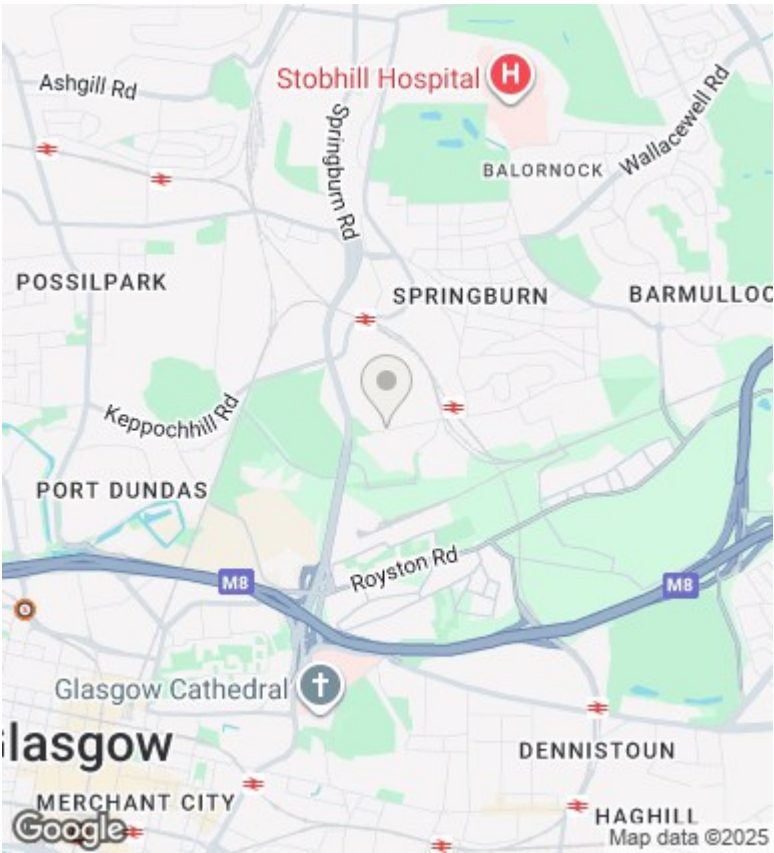 Stobhill Hospital
H
Ashgill Rd
Springburn Rd
Wallacewell Rd
BALORNOCK
POSSILPARK
SPRINGBURN
BARMULLOC
Keppochhill Rd
PORT DUNDAS
Royston Rd
M8
M8
Glasgow Cathedral
lasgow
DENNISTOUN
MERCHANT CITY
HAGHILL
Google
Map data ©2025